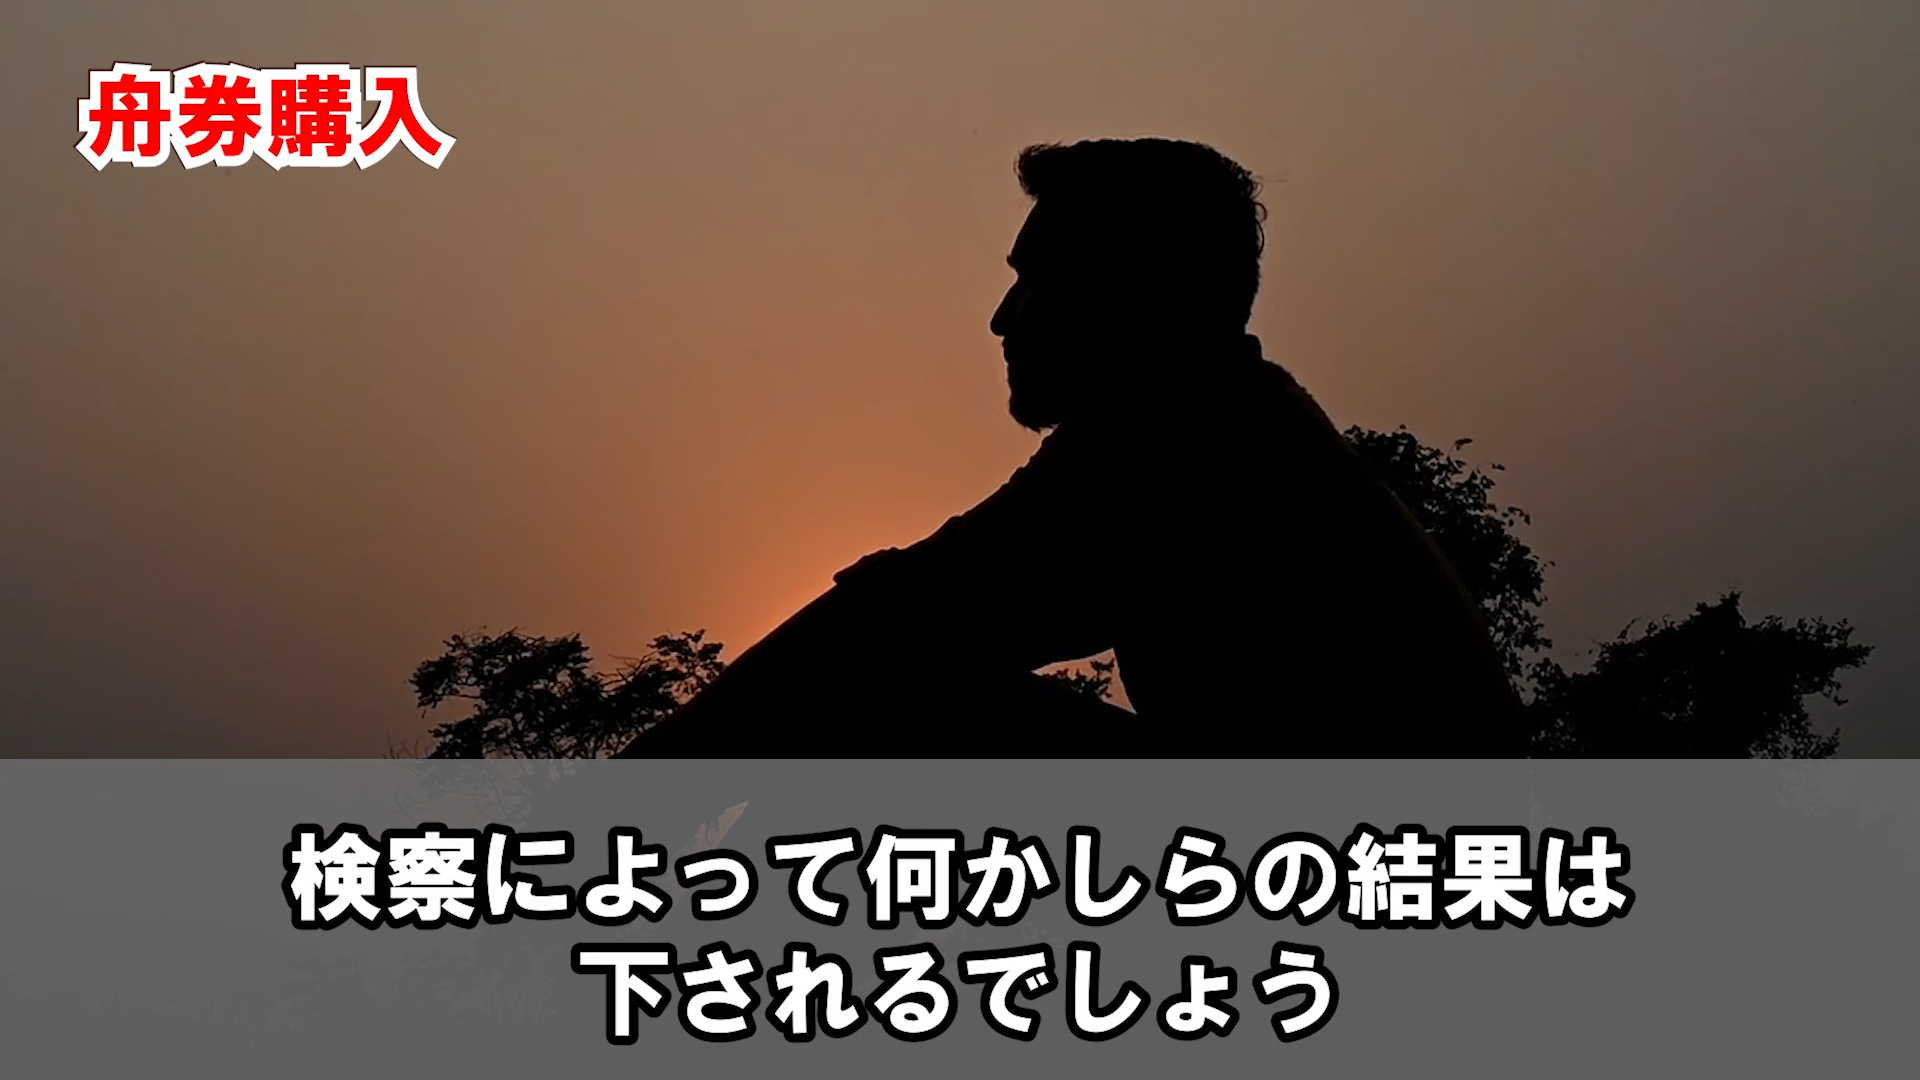 舟券購入
検察によって何かしらの結果は
下されるでしょう